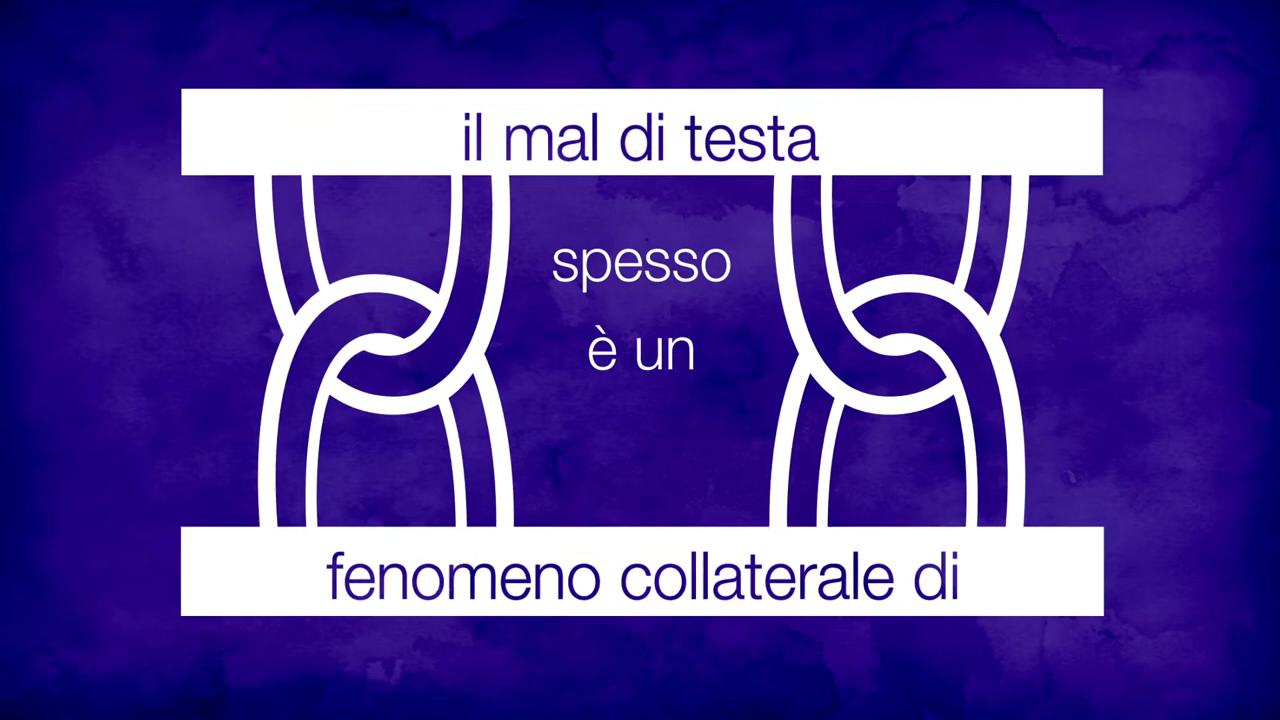 il mal di testa
spesso
è un
fenomeno collaterale di